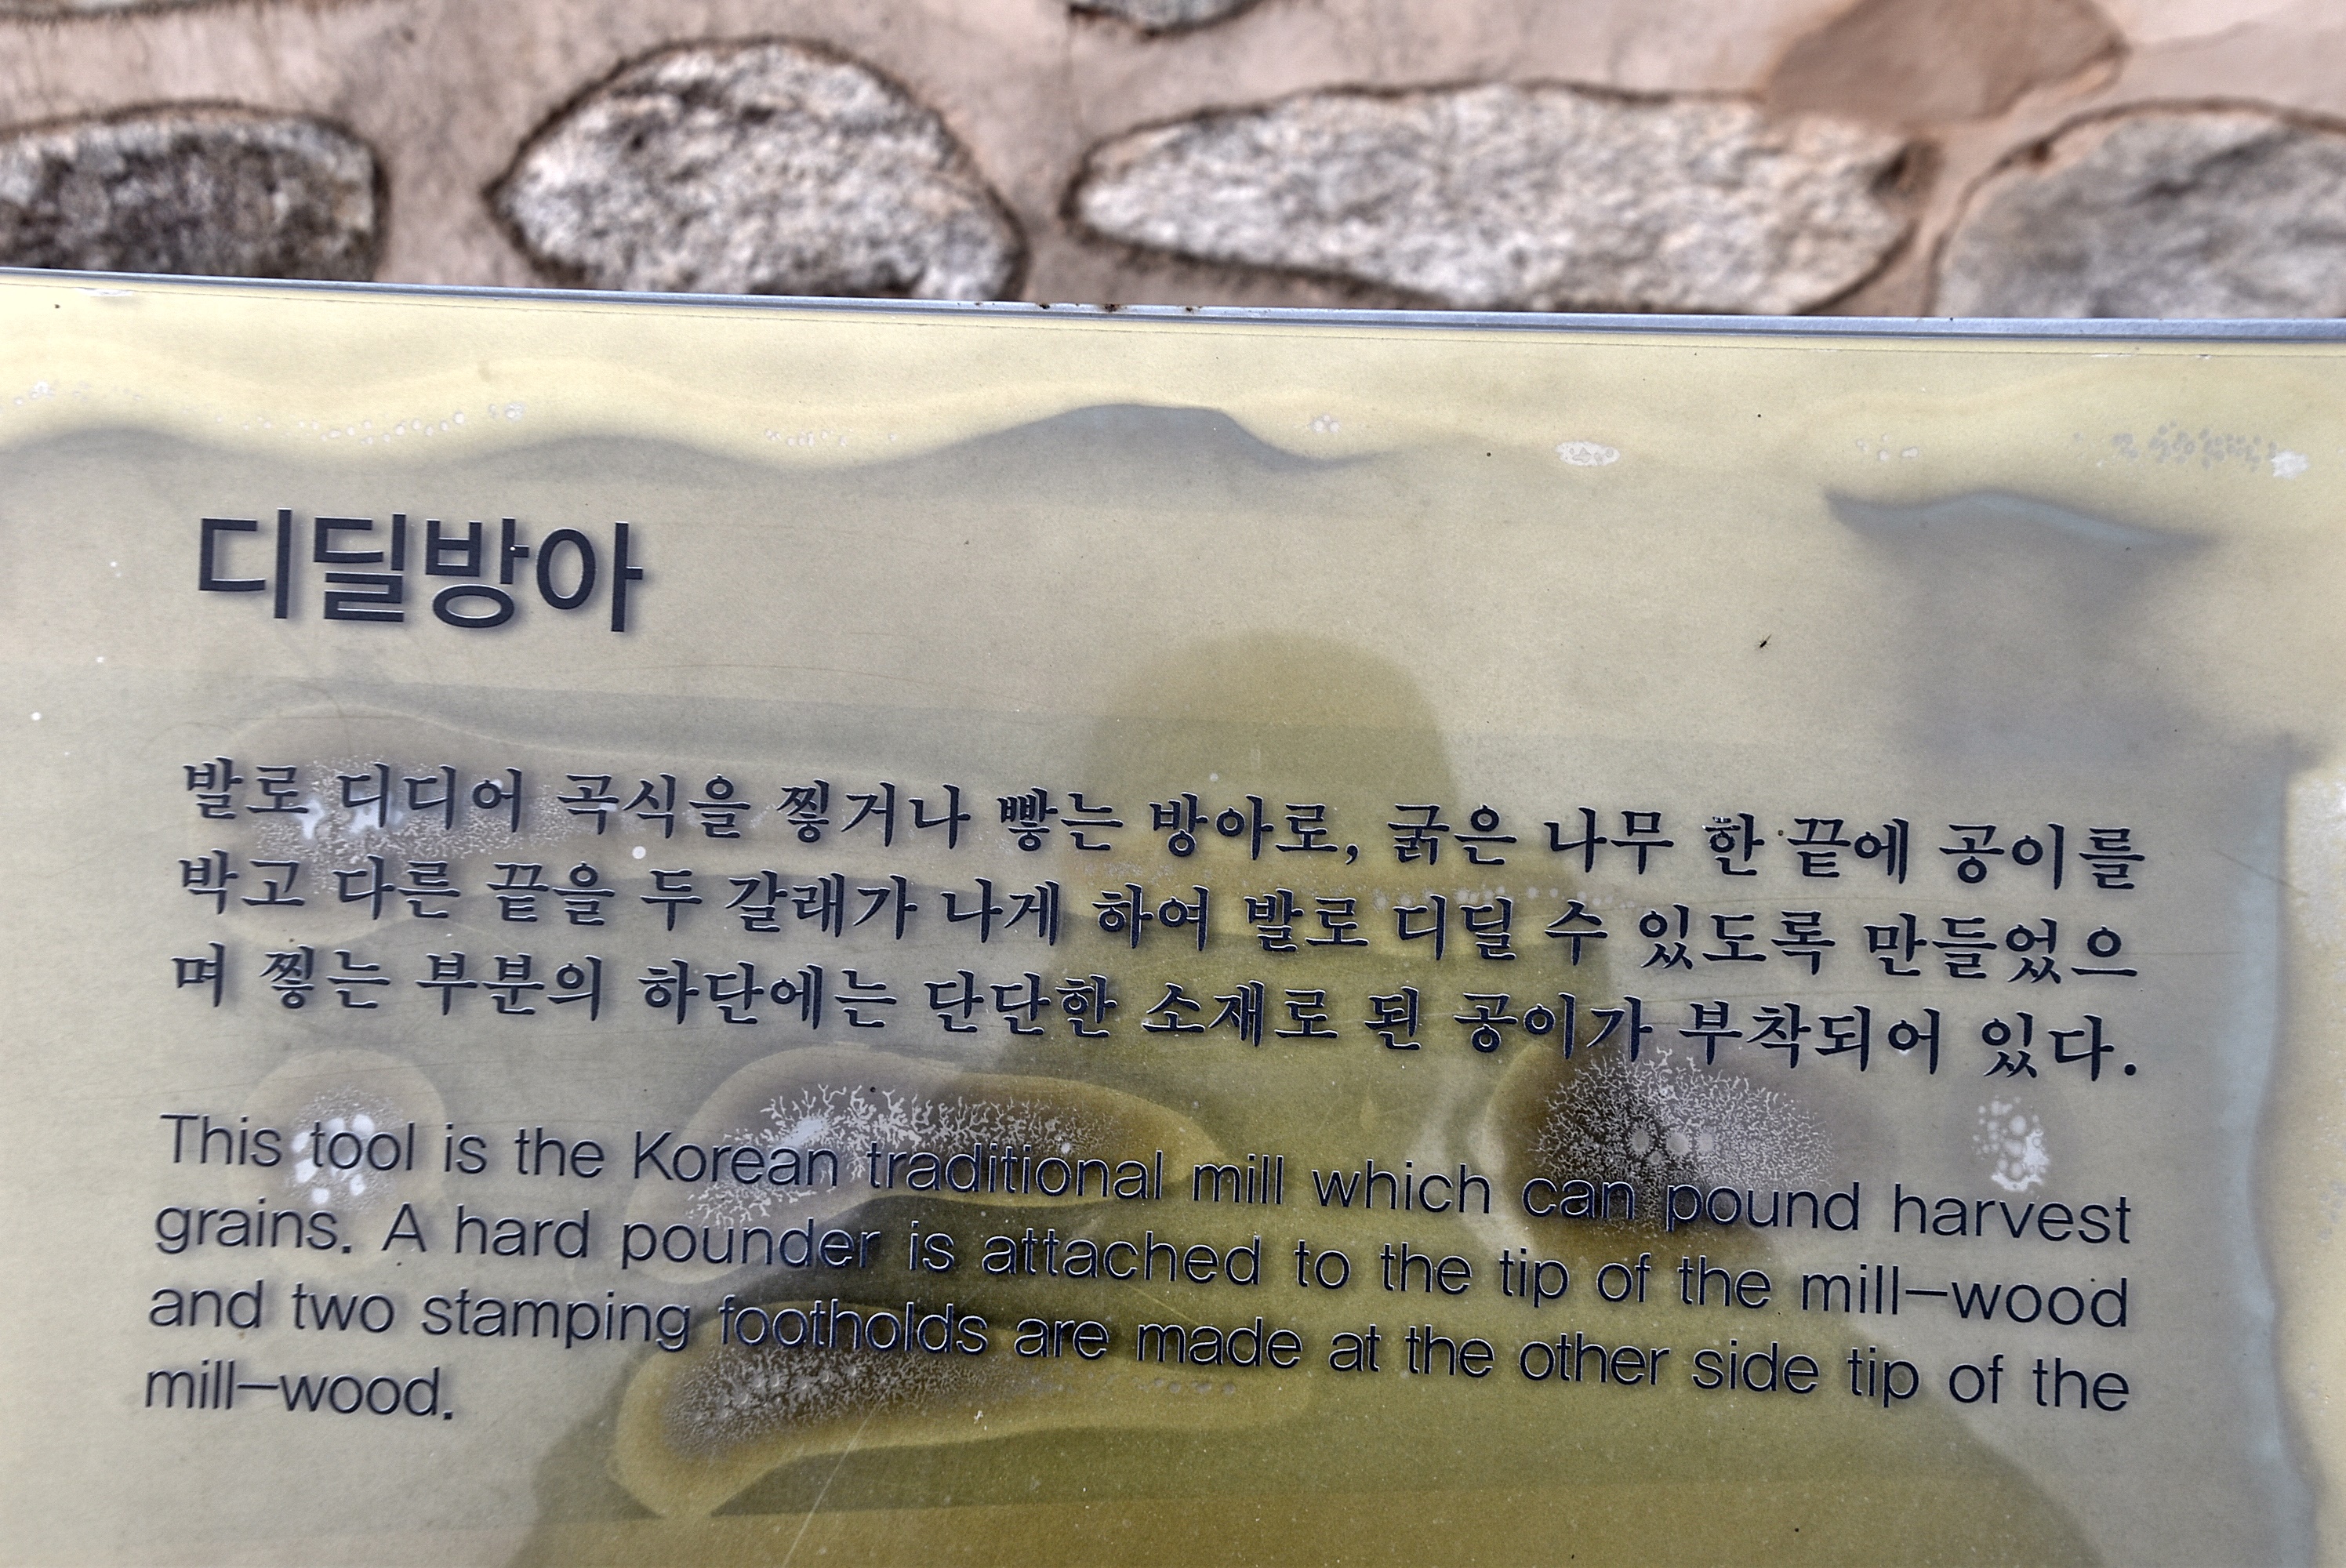 디딜방아
발로 디디어 곡식을 찧거나 빻는 방아로, 굵은 나무 한 끝에 공이를
박고 다른 끝을 두 갈래가 나게 하여 발로 디딜 수 있도록 만들었으
며 찧는 부분의 하단에는 단단한 소재로 된 공이가 부착되어 있다.
This tool is the Korean traditional mill which can pound harvest
grains. A hard pounder is attached to the tip of the mill-wood
and two stamping footholds are made at the other side tip of the
mill-wood.